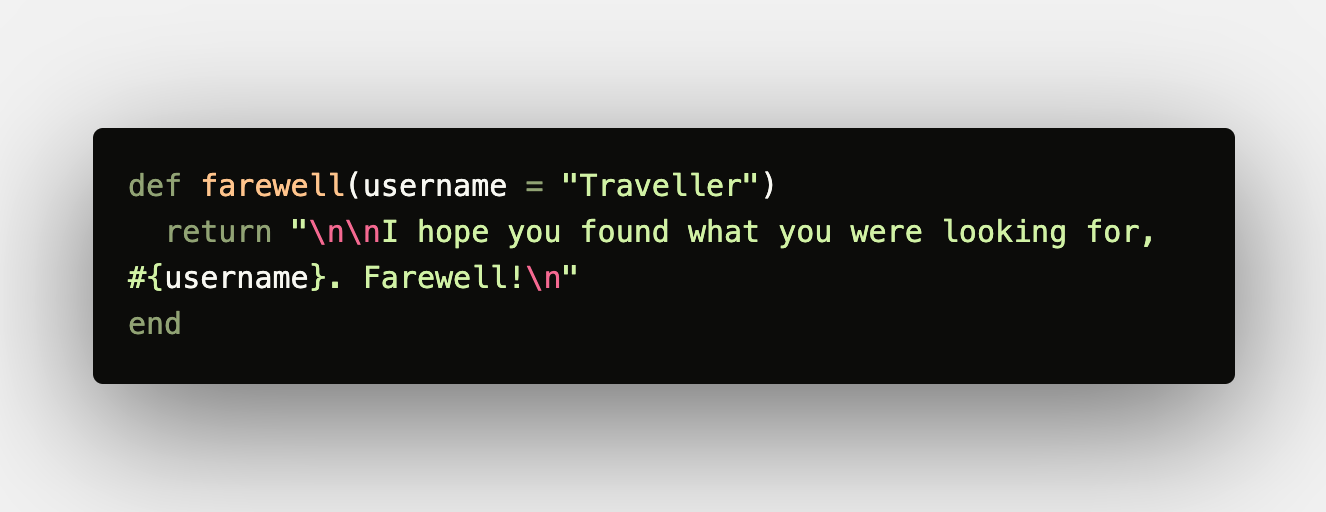 def farewell(username = "Traveller")
  return "\n\nI hope you found what you were looking for,
#{username}. Farewell!\n"
end